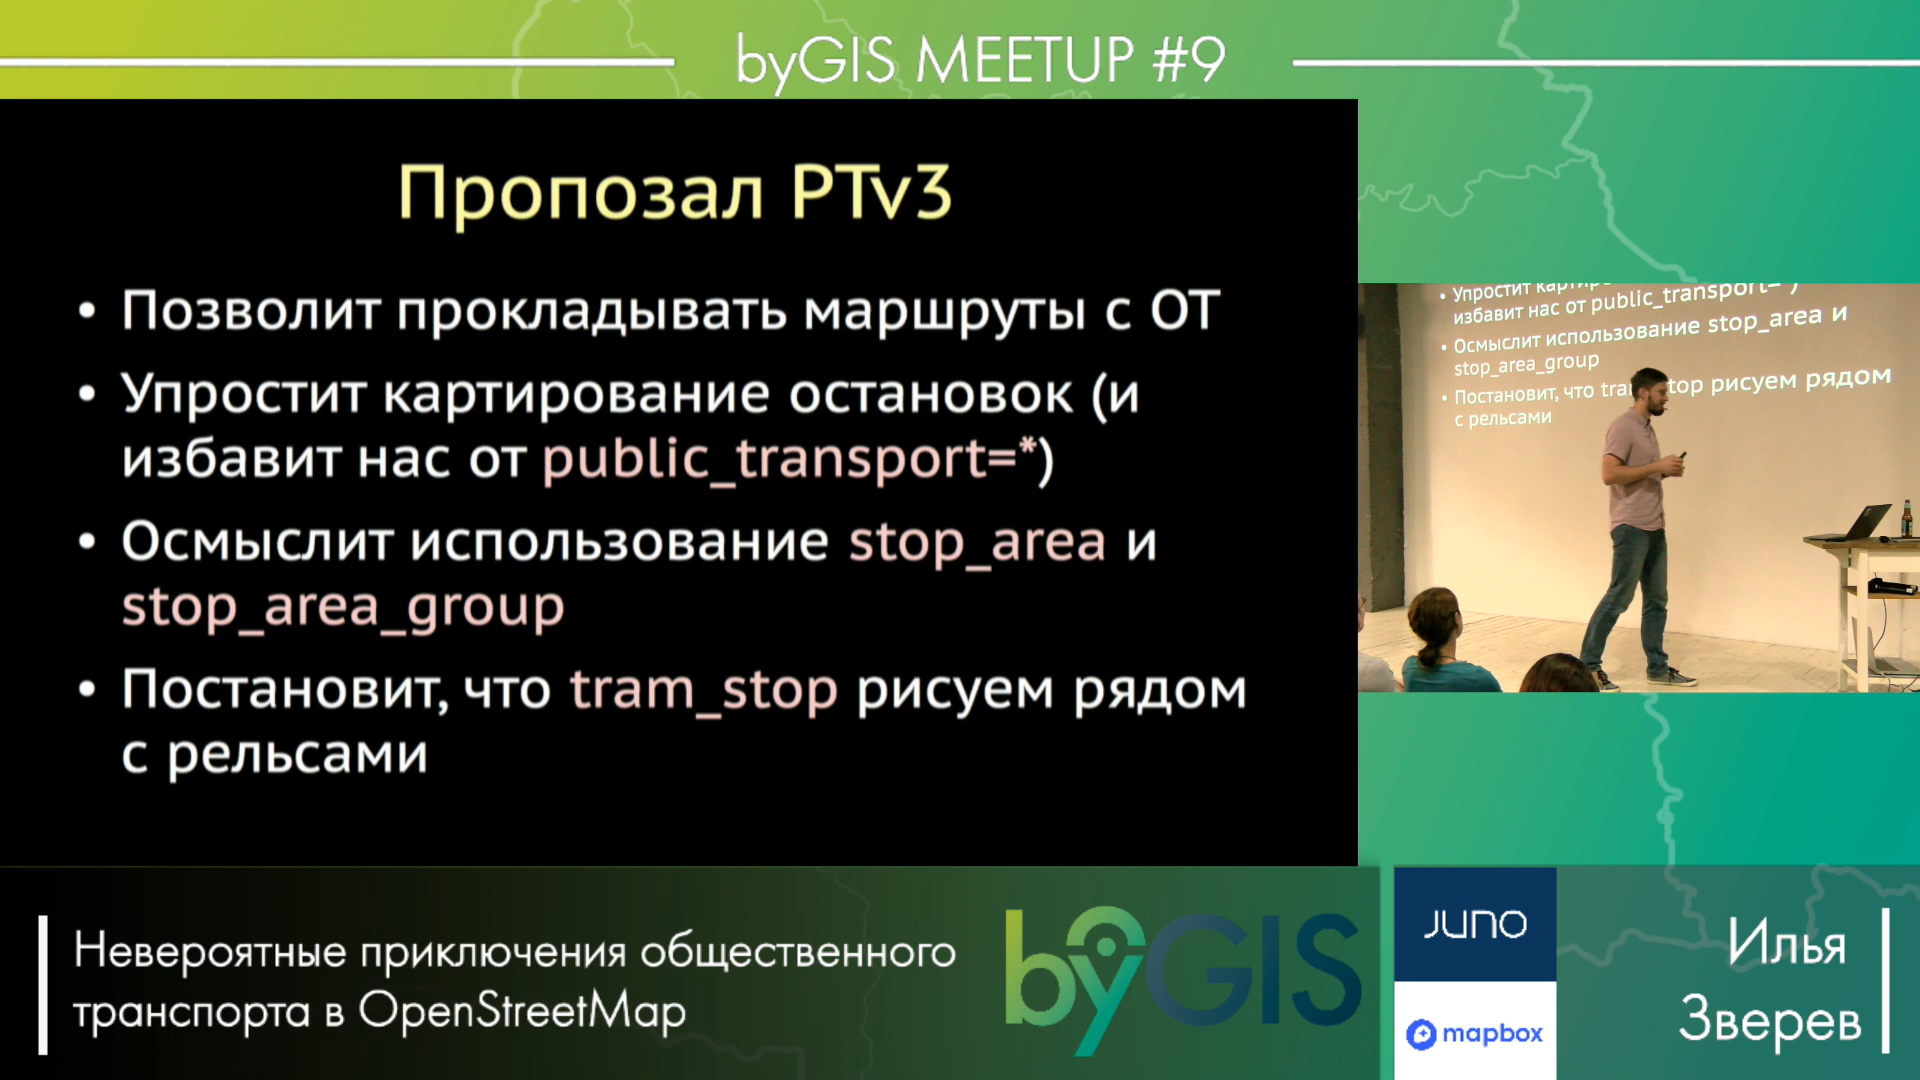 byGIS MEETUP #9
Пропозал PTv3
• Позволит прокладывать маршруты с ОТ
• Упростит картирование остановок (и
избавит нас от public_transport=*)
• Осмыслит использование stop_area и
stop_area_group
• Постановит, что tram_stop рисуем рядом
с рельсами
• Упростит
избавит нас от public_transport=*)
• Осмыслит использование stop_area и
stop_area_group
• Постановит, что tram_stop рисуем рядом
с рельсами
Невероятные приключения общественного
транспорта в OpenStreetMap
byGIS
JUNO
mapbox
Илья
Зверев